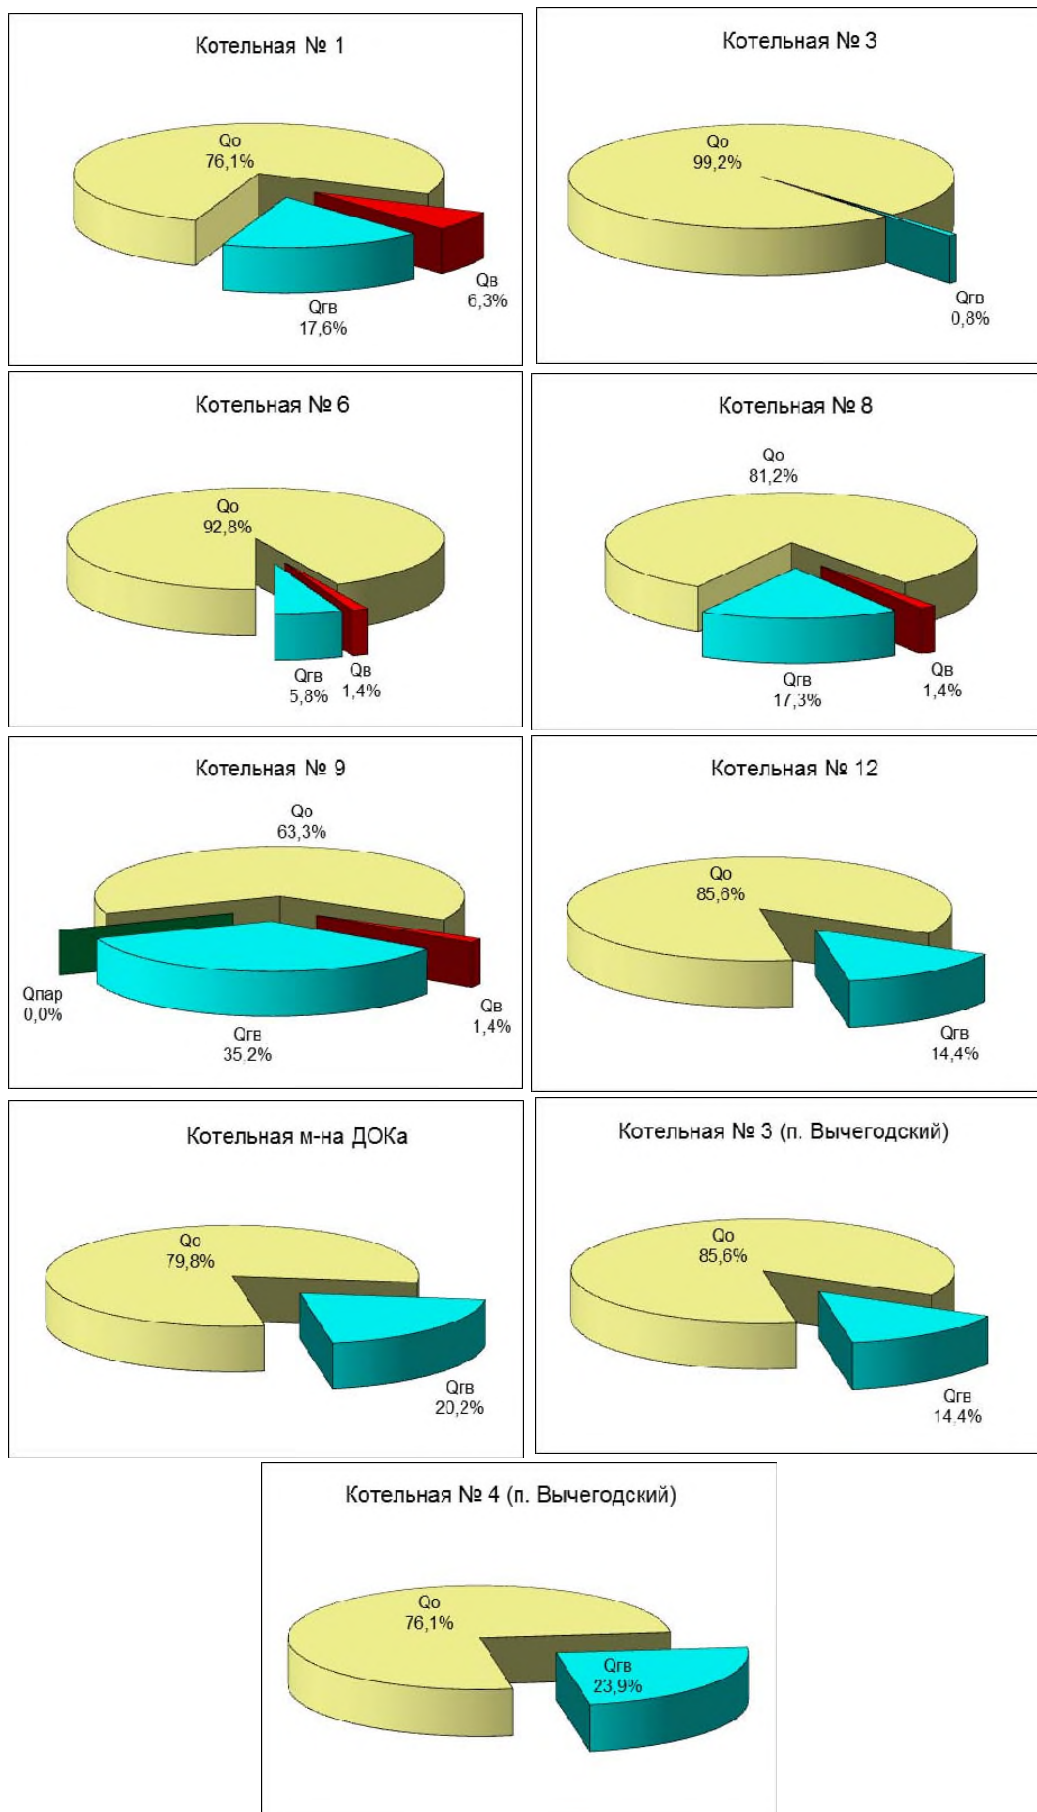 Котельная № 1
Qо
76,1%
Qв
6,3%
Qгв
17,6%
Котельная № 3
Qо
99,2%
Qгв
0,8%
Котельная № 6
Qо
92,8%
Qгв
5,8%
Qв
1,4%
Котельная № 8
Qо
81,2%
Qв
1,4%
Qгв
17,3%
Котельная № 9
Qо
63,3%
Qпар
0,0%
Qв
1,4%
Qгв
35,2%
Котельная № 12
Qо
85,6%
Qгв
14,4%
Котельная м-на ДОКа
Qо
79,8%
Qгв
20,2%
Котельная № 3 (п. Вычегодский)
Qо
85,6%
Qгв
14,4%
Котельная № 4 (п. Вычегодский)
Qо
76,1%
Qгв
23,9%